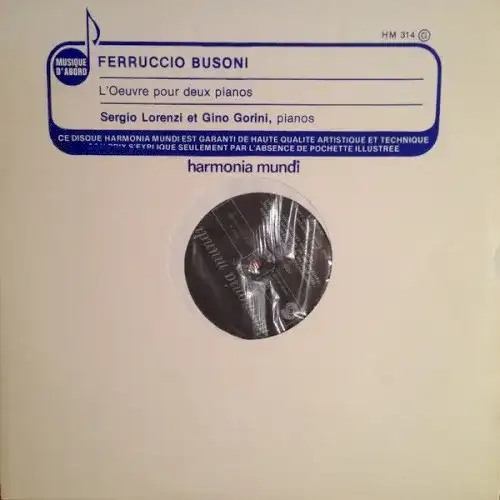 HM 314 G
MUSIQUE
D'ABORD
FERRUCCIO BUSONI
L'Oeuvre pour deux pianos
Sergio Lorenzi et Gino Gorini, pianos
CE DISQUE HARMONIA MUNDI EST GARANTI DE HAUTE QUALITE ARTISTIQUE ET TECHNIQUE
PRIX S'EXPLIQUE SEULEMENT PAR L'ABSENCE DE POCHETTE ILLUSTREE
harmonia mundi
harmonia mundi